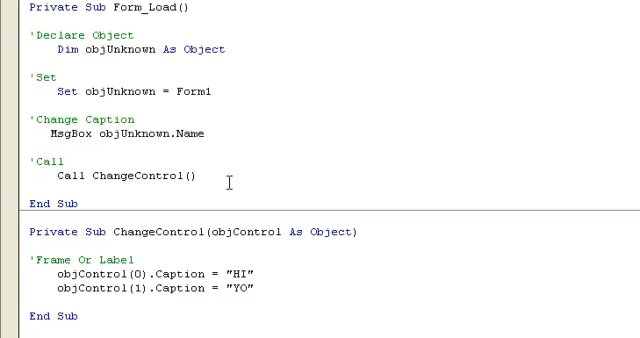 Private Sub Form_Load()
'Declare Object
Dim objUnknown As Object
'Set
Set objUnknown = Form1
'Change Caption
MsgBox objUnknown.Name
'Call
Call ChangeControl()
End Sub
Private Sub ChangeControl(objControl As Object)
'Frame Or Label
objControl(0).Caption = "HI"
objControl(1).Caption = "YO"
End Sub